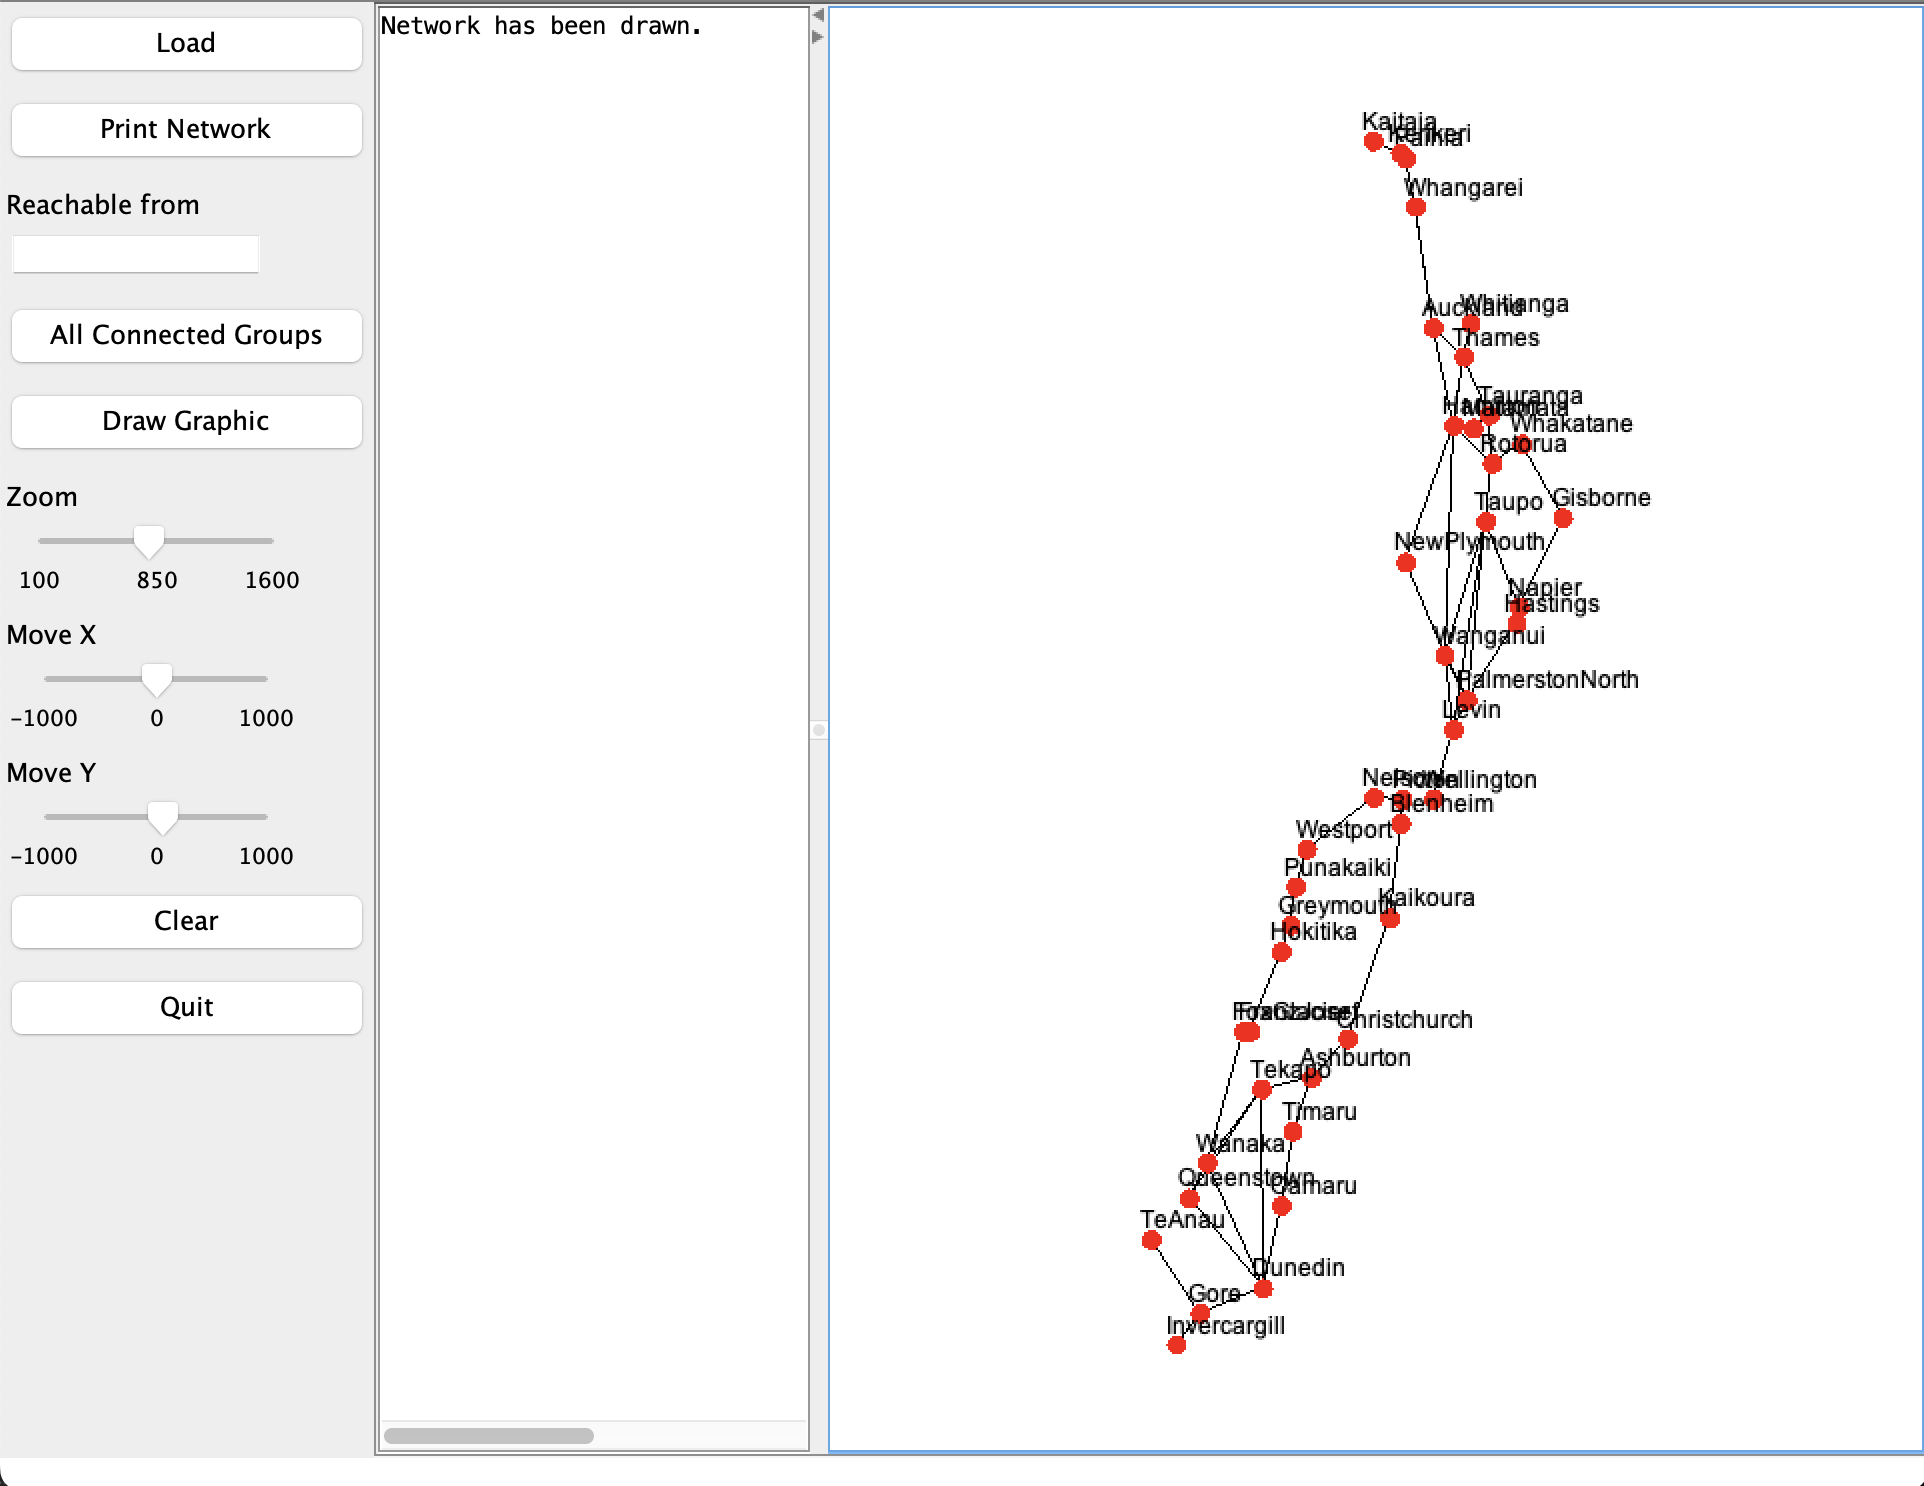 Load
Print Network
Reachable from
All Connected Groups
Draw Graphic
Zoom
100 850 1600
Move X
-1000 0 1000
Move Y
-1000 0 1000
Clear
Quit
Network has been drawn.
Kaitaia
Kerikeri
Paihia
Whangarei
Auckland
Whitianga
Thames
Tauranga
Matamata
Whakatane
Rotorua
Taupo
Gisborne
NewPlymouth
Napier
Hastings
Wanganui
PalmerstonNorth
Levin
Nelson
Picton
Wellington
Blenheim
Westport
Punakaiki
Greymouth
Kaikoura
Hokitika
FranzJosef
Christchurch
Ashburton
Tekapo
Timaru
Wanaka
Queenstown
Oamaru
TeAnau
Dunedin
Gore
Invercargill